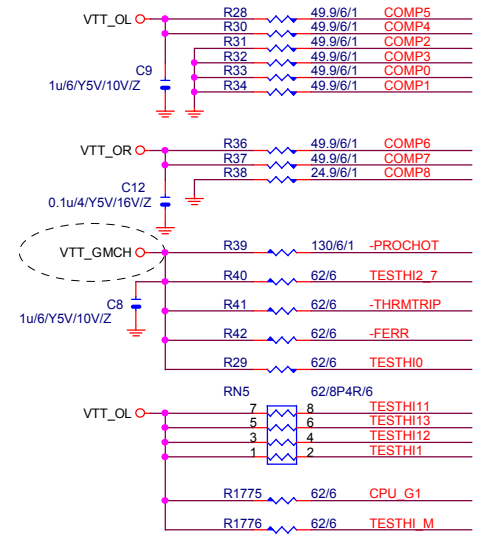 VTT_OL
R28 49.9/6/1 COMP5
R30 49.9/6/1 COMP4
R31 49.9/6/1 COMP2
R32 49.9/6/1 COMP3
R33 49.9/6/1 COMP0
R34 49.9/6/1 COMP1
C9
1u/6/Y5V/10V/Z
VTT_OR
R36 49.9/6/1 COMP6
R37 49.9/6/1 COMP7
R38 24.9/6/1 COMP8
C12
0.1u/4/Y5V/16V/Z
VTT_GMCH
R39 130/6/1 -PROCHOT
R40 62/6 TESTHI2_7
C8
1u/6/Y5V/10V/Z
R41 62/6 -THRMTRIP
R42 62/6 -FERR
R29 62/6 TESTHI0
RN5 62/8P4R/6
VTT_OL
7 8 TESTHI11
5 6 TESTHI13
3 4 TESTHI12
1 2 TESTHI1
R1775 62/6 CPU_G1
R1776 62/6 TESTHI_M